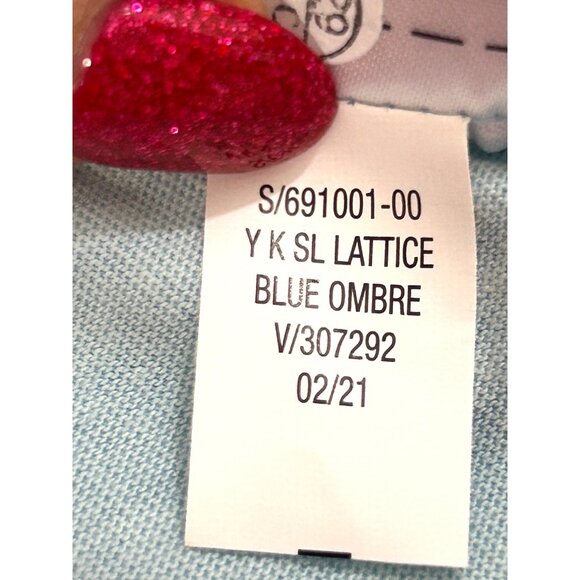 S/691001-00
Y K SL LATTICE
BLUE OMBRE
V/307292
02/21